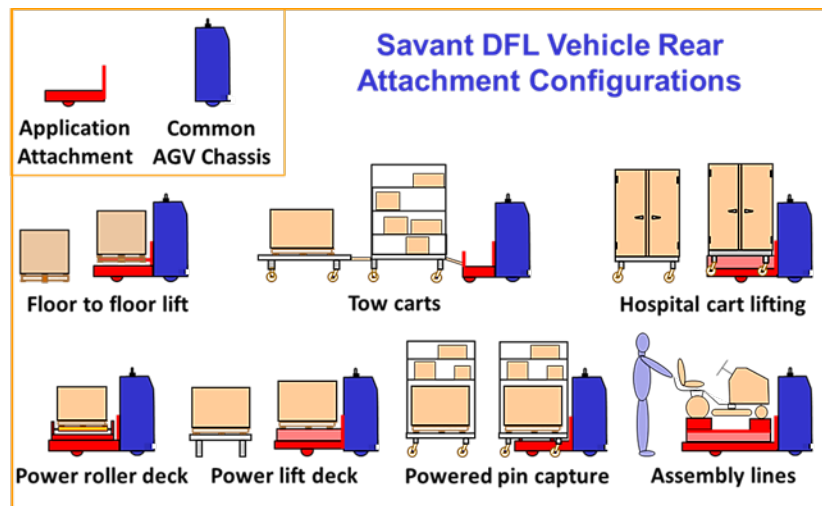 Savant DFL Vehicle Rear
Attachment Configurations
Application
Attachment
Common
AGV Chassis
Floor to floor lift
Tow carts
Hospital cart lifting
Power roller deck
Power lift deck
Powered pin capture
Assembly lines